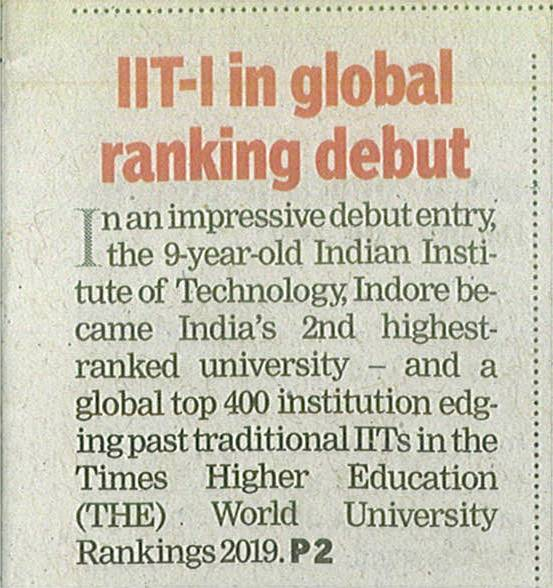 IIT-I in global
ranking debut
In an impressive debut entry,
the 9-year-old Indian Insti-
tute of Technology, Indore be-
came India's 2nd highest-
ranked university – and a
global top 400 institution edg-
ing past traditional IITs in the
Times Higher Education
(THE) World University
Rankings 2019. P2